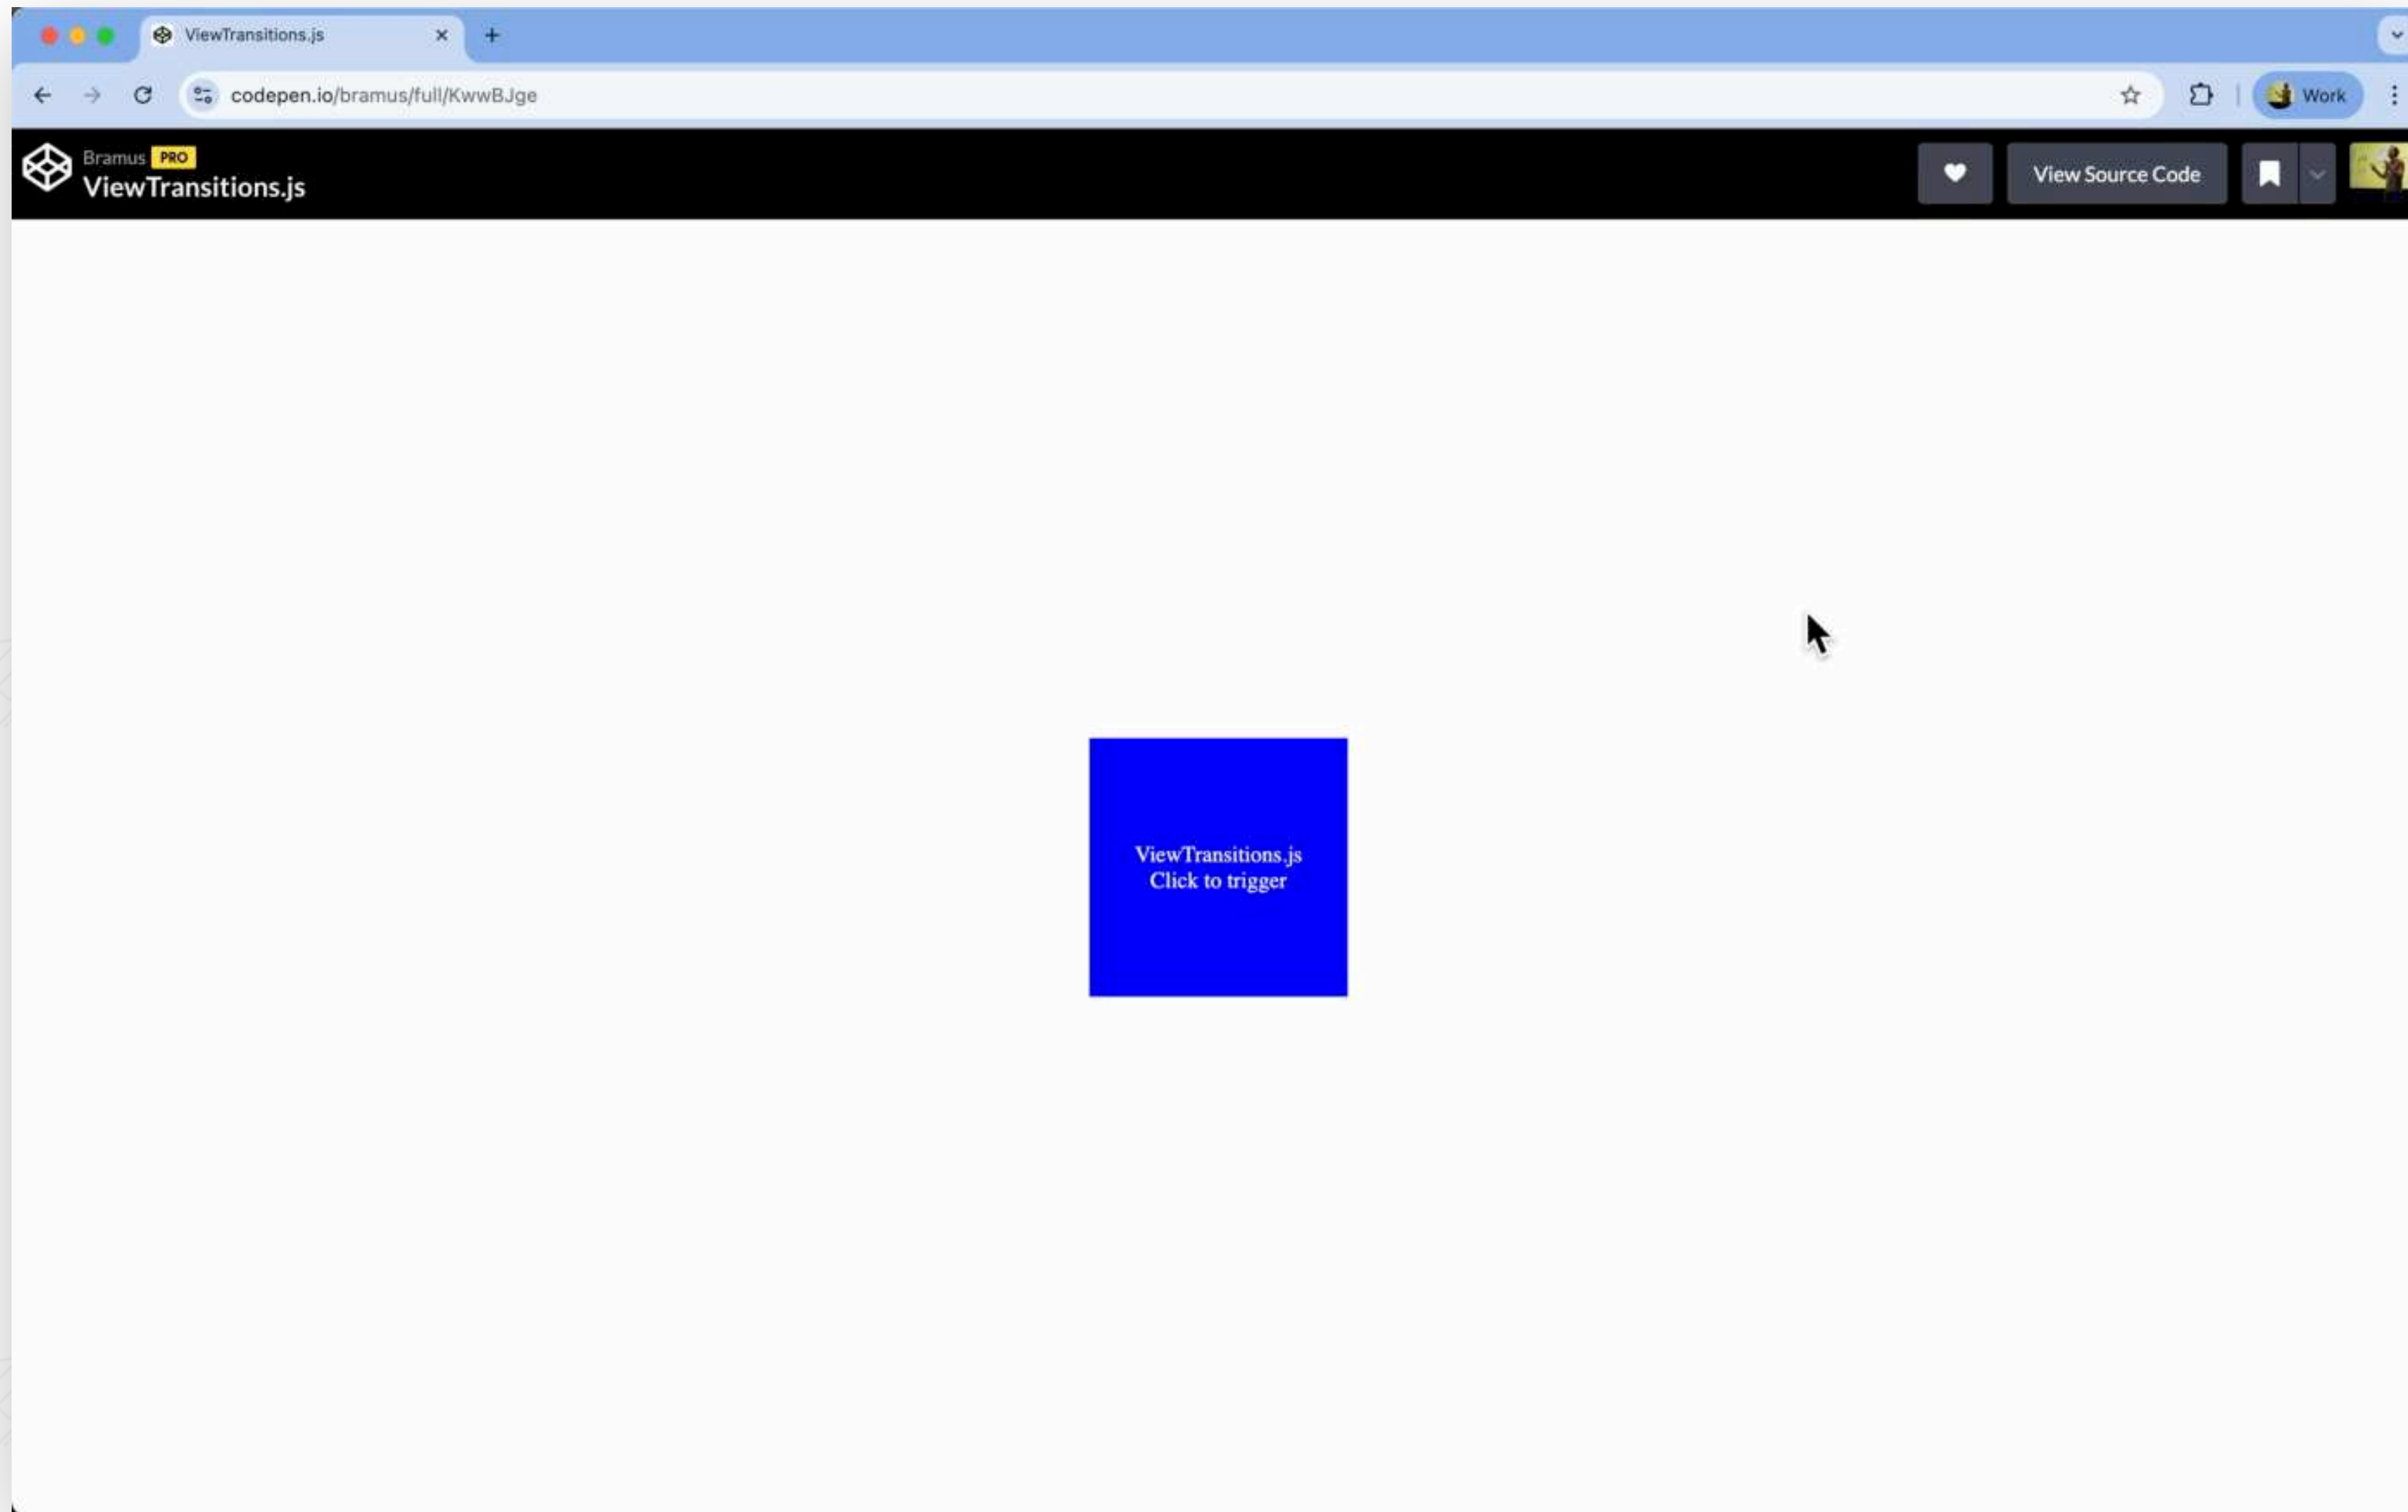 ViewTransitions.js
codepen.io/bramus/full/KwwBJge
Work
Bramus PRO
ViewTransitions.js
View Source Code
ViewTransitions.js
Click to trigger